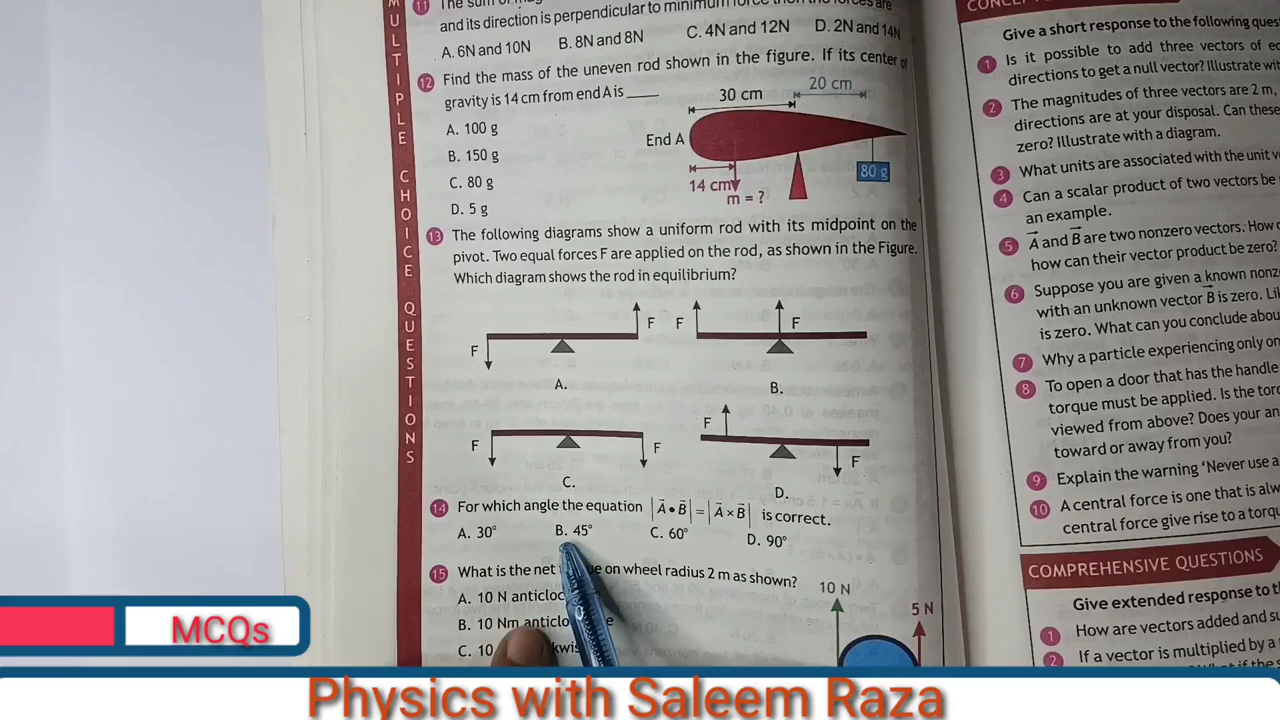 MULTIPLE CHOICE QUESTIONS
11 The sum of
and its direction is perpendicular to minimum force then the forces are
A. 6N and 10N B. 8N and 8N C. 4N and 12N D. 2N and 14N
12 Find the mass of the uneven rod shown in the figure. If its center of
gravity is 14 cm from end A is _____
A. 100 g
B. 150 g
C. 80 g
D. 5 g
30 cm
20 cm
End A
80 g
14 cm
m = ?
13 The following diagrams show a uniform rod with its midpoint on the
pivot. Two equal forces F are applied on the rod, as shown in the Figure.
Which diagram shows the rod in equilibrium?
F F F F
A. B.
F F F F
C. D.
14 For which angle the equation |A⃗ • B⃗| = |A⃗ × B⃗| is correct.
A. 30° B. 45° C. 60° D. 90°
15 What is the net on wheel radius 2 m as shown?
A. 10 N
B. 10 Nm
C. 10
10 N
5 N
Give a short response to the following
1 Is it possible to add three vectors of
directions to get a null vector? Illustrate
2 The magnitudes of three vectors are 2 m,
directions are at your disposal. Can these
zero? Illustrate with a diagram.
3 What units are associated with the unit
4 Can a scalar product of two vectors be
an example.
5 A⃗ and B⃗ are two nonzero vectors. How
how can their vector product be zero?
6 Suppose you are given a known
with an unknown vector B⃗ is zero.
is zero. What can you conclude
7 Why a particle experiencing only
8 To open a door that has the handle
torque must be applied. Is the
viewed from above? Does your
toward or away from you?
9 Explain the warning 'Never use a
10 A central force is one that is
central force give rise to a
COMPREHENSIVE QUESTIONS
Give extended response to
1 How are vectors added and
2 If a vector is multiplied by a
MCQs
Physics with Saleem Raza